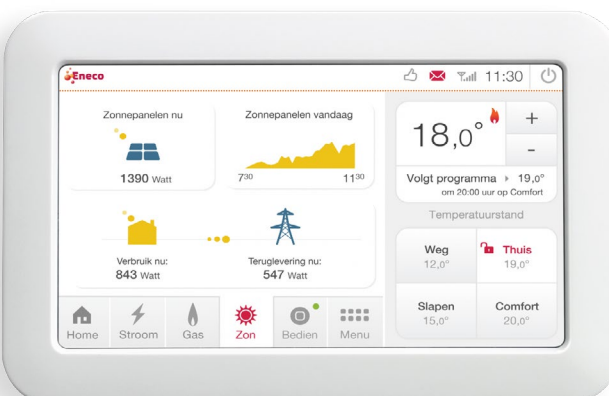 Eneco
11:30
Zonnepanelen nu
1390 Watt
Zonnepanelen vandaag
7³⁰ 11³⁰
Verbruik nu:
843 Watt
Teruglevering nu:
547 Watt
18,0°
+
-
Volgt programma 19,0°
om 20:00 uur op Comfort
Temperatuurstand
Weg
12,0°
Thuis
19,0°
Slapen
15,0°
Comfort
20,0°
Home
Stroom
Gas
Zon
Bedien
Menu